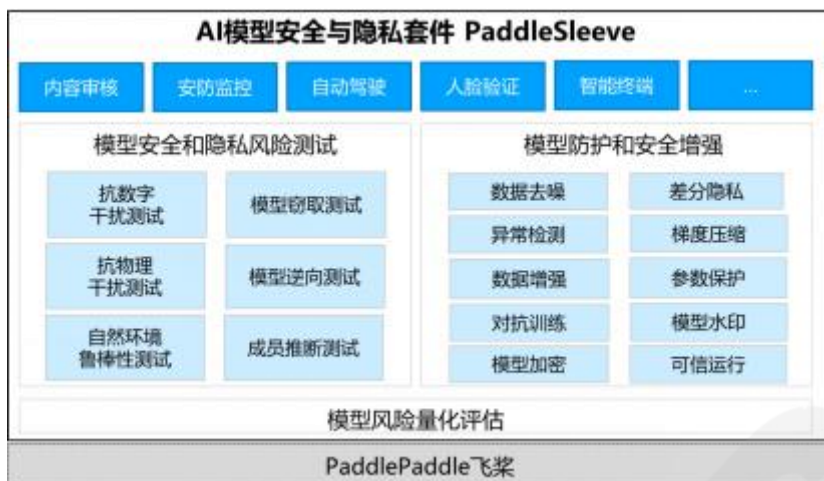 AI模型安全与隐私套件 PaddleSleeve
内容审核
安防监控
自动驾驶
人脸验证
智能终端
...
模型安全和隐私风险测试
模型防护和安全增强
抗数字
干扰测试
模型窃取测试
抗物理
干扰测试
模型逆向测试
自然环境
鲁棒性测试
成员推断测试
数据去噪
差分隐私
异常检测
梯度压缩
数据增强
参数保护
对抗训练
模型水印
模型加密
可信运行
模型风险量化评估
PaddlePaddle飞桨